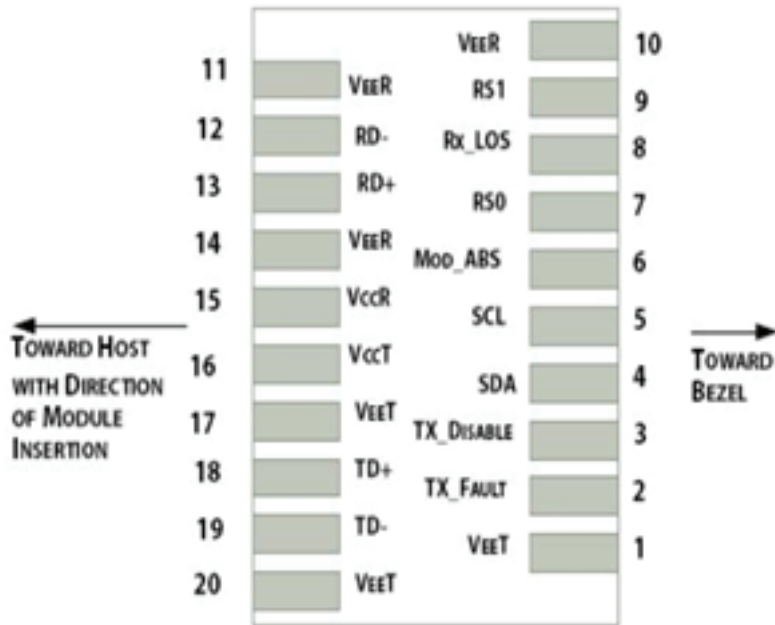 11 VEER
12 RD-
13 RD+
14 VEER
15 VCCR
16 VCCT
17 VEET
18 TD+
19 TD-
20 VEET
VEER 10
RS1 9
RX_LOS 8
RS0 7
MOD_ABS 6
SCL 5
SDA 4
TX_DISABLE 3
TX_FAULT 2
VEET 1
TOWARD HOST
WITH DIRECTION
OF MODULE
INSERTION
TOWARD
BEZEL